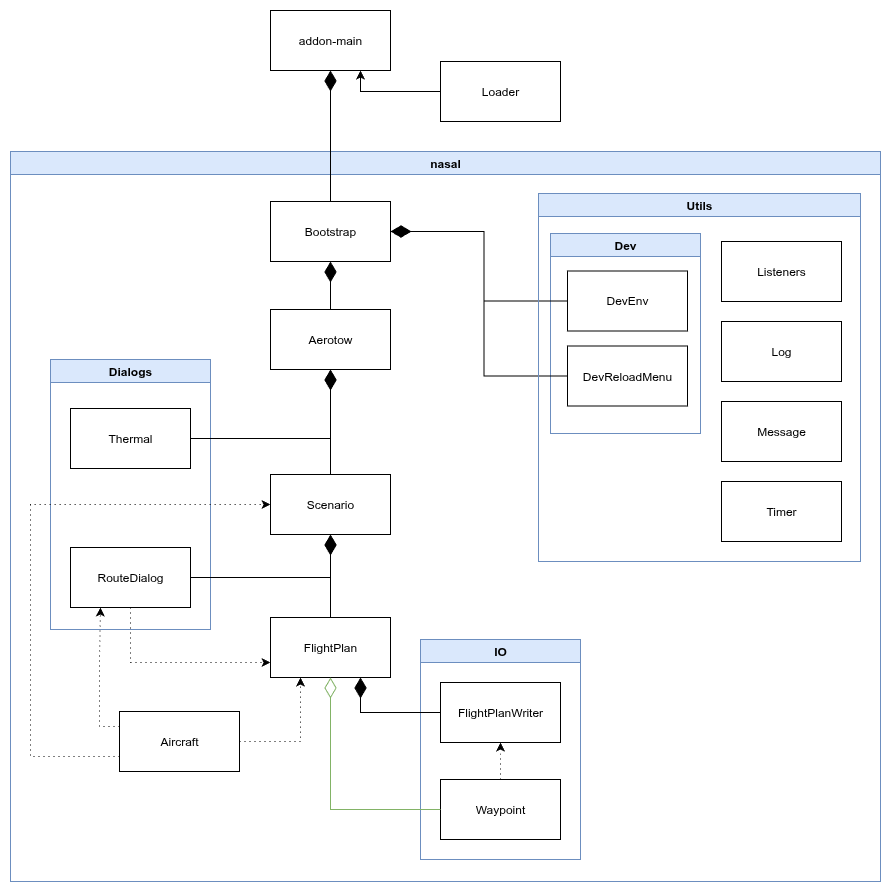 addon-main
Loader
nasal
Bootstrap
Utils
Dev
DevEnv
DevReloadMenu
Listeners
Log
Message
Timer
Aerotow
Dialogs
Thermal
Scenario
RouteDialog
FlightPlan
Aircraft
IO
FlightPlanWriter
Waypoint